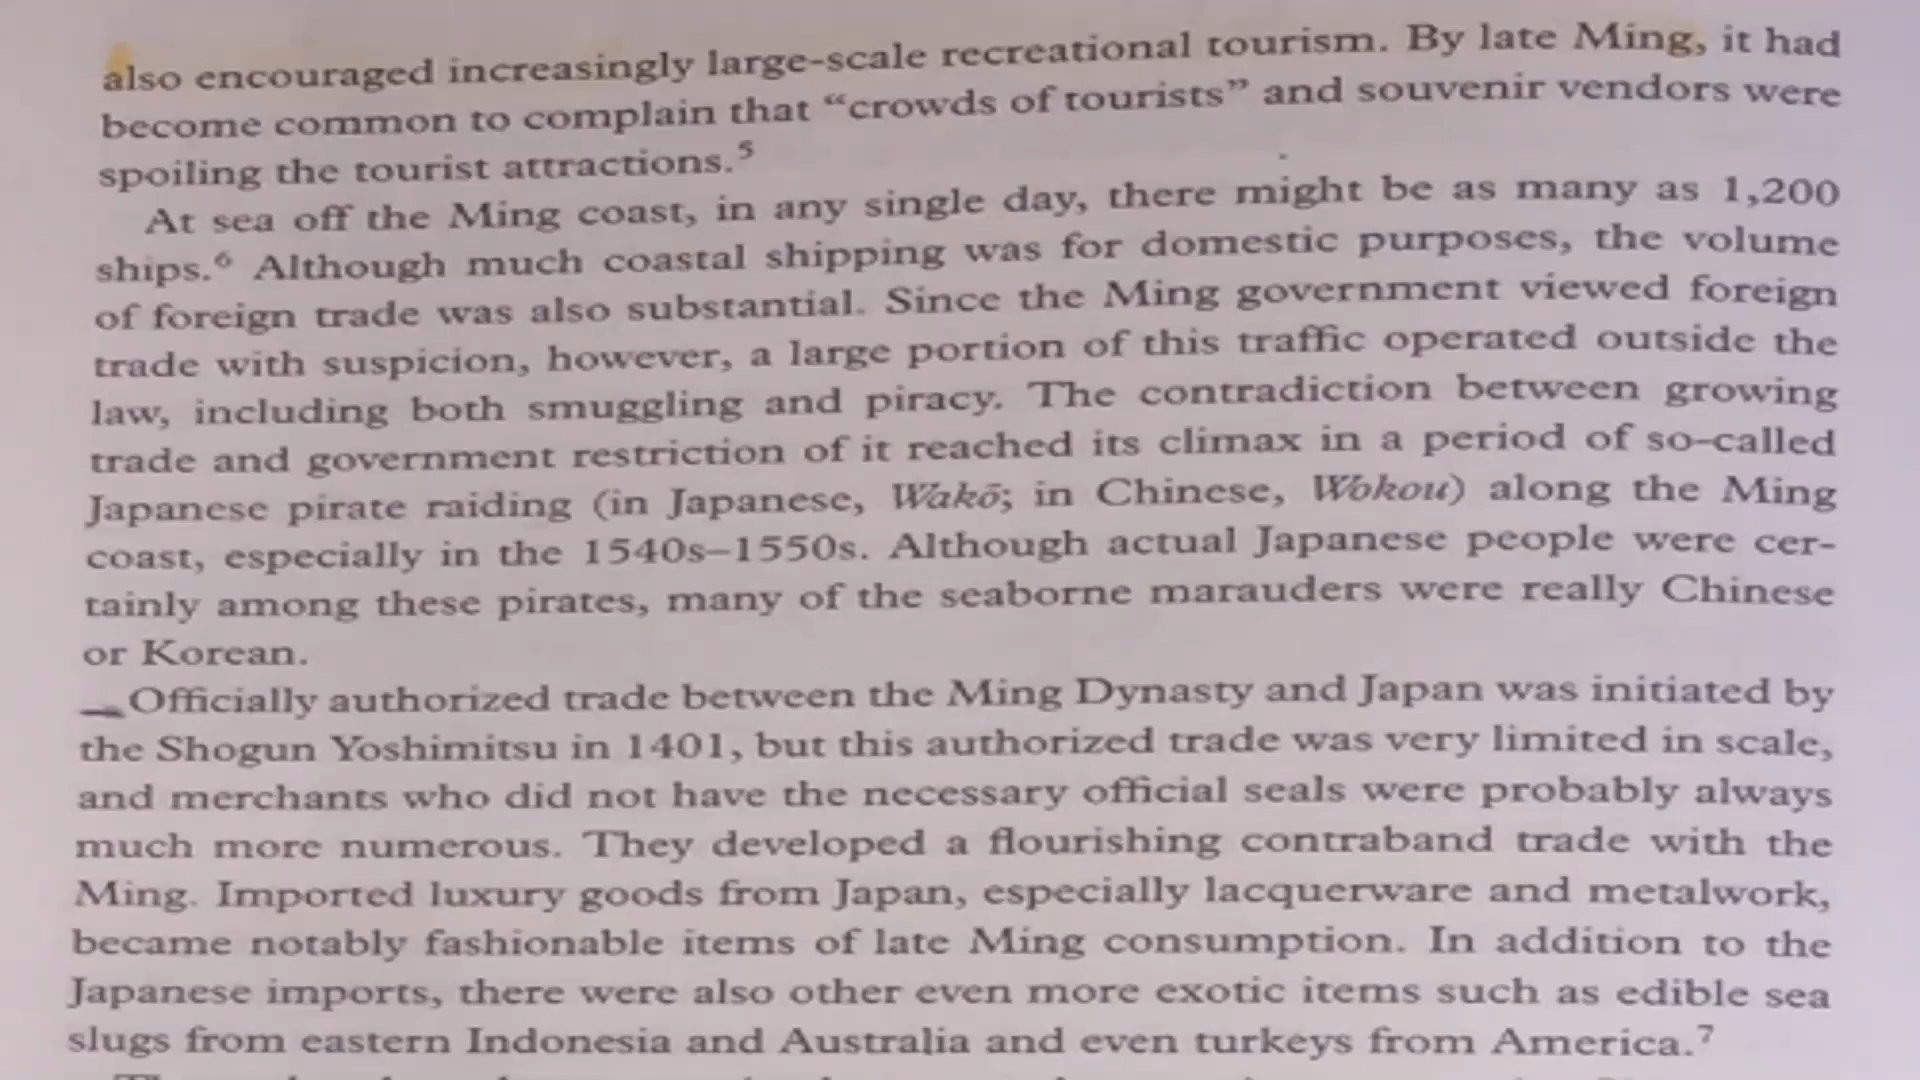 also encouraged increasingly large-scale recreational tourism. By late Ming, it had
become common to complain that “crowds of tourists” and souvenir vendors were
spoiling the tourist attractions.5
At sea off the Ming coast, in any single day, there might be as many as 1,200
ships.6 Although much coastal shipping was for domestic purposes, the volume
of foreign trade was also substantial. Since the Ming government viewed foreign
trade with suspicion, however, a large portion of this traffic operated outside the
law, including both smuggling and piracy. The contradiction between growing
trade and government restriction of it reached its climax in a period of so-called
Japanese pirate raiding (in Japanese, Wakō; in Chinese, Wokou) along the Ming
coast, especially in the 1540s–1550s. Although actual Japanese people were cer-
tainly among these pirates, many of the seaborne marauders were really Chinese
or Korean.
Officially authorized trade between the Ming Dynasty and Japan was initiated by
the Shogun Yoshimitsu in 1401, but this authorized trade was very limited in scale,
and merchants who did not have the necessary official seals were probably always
much more numerous. They developed a flourishing contraband trade with the
Ming. Imported luxury goods from Japan, especially lacquerware and metalwork,
became notably fashionable items of late Ming consumption. In addition to the
Japanese imports, there were also other even more exotic items such as edible sea
slugs from eastern Indonesia and Australia and even turkeys from America.7